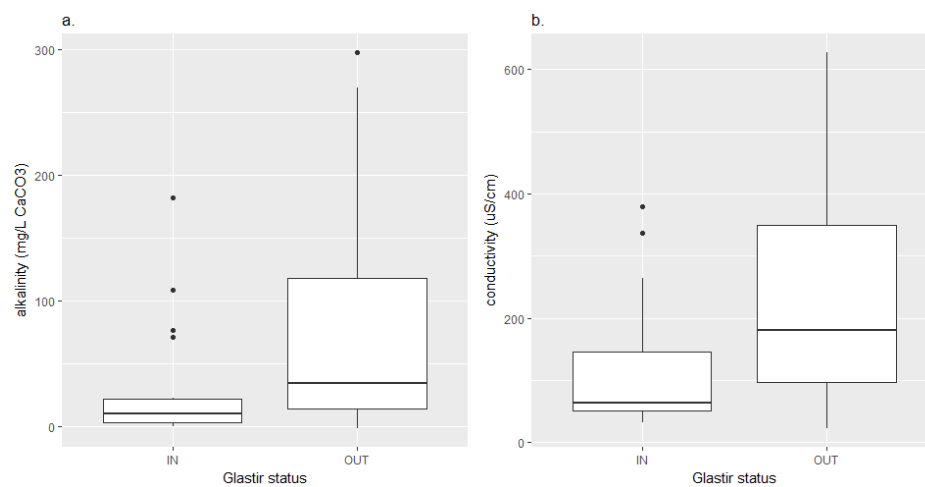 a.
alkalinity (mg/L CaCO3)
300
200
100
0
IN
OUT
Glastir status
b.
conductivity (uS/cm)
600
400
200
0
IN
OUT
Glastir status